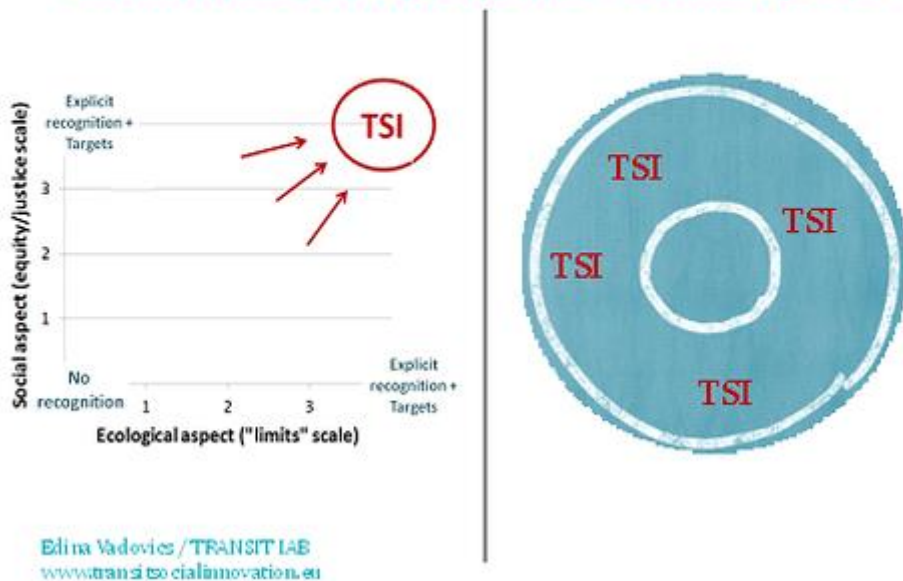 Explicit
recognition +
Targets
TSI
3
2
1
Social aspect (equity/justice scale)
No
recognition
1
2
3
Explicit
recognition +
Targets
Ecological aspect ("limits" scale)
TSI
TSI
TSI
TSI
Edina Vadovics / TRANSIT IAB
www.transitsocialinnovation.eu